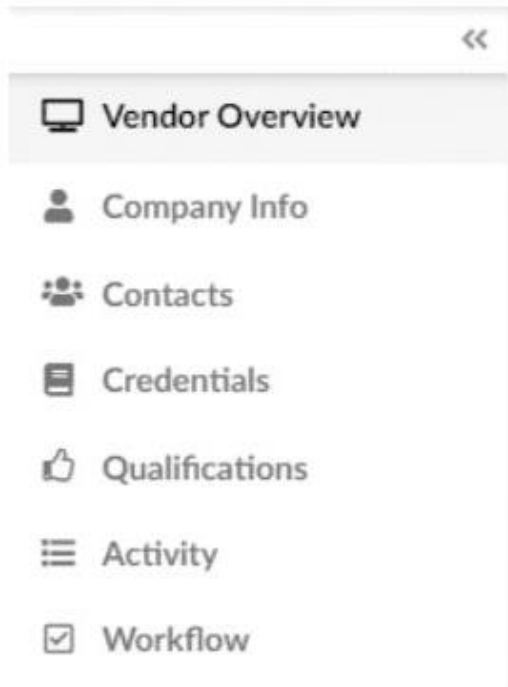 Vendor Overview
Company Info
Contacts
Credentials
Qualifications
Activity
Workflow